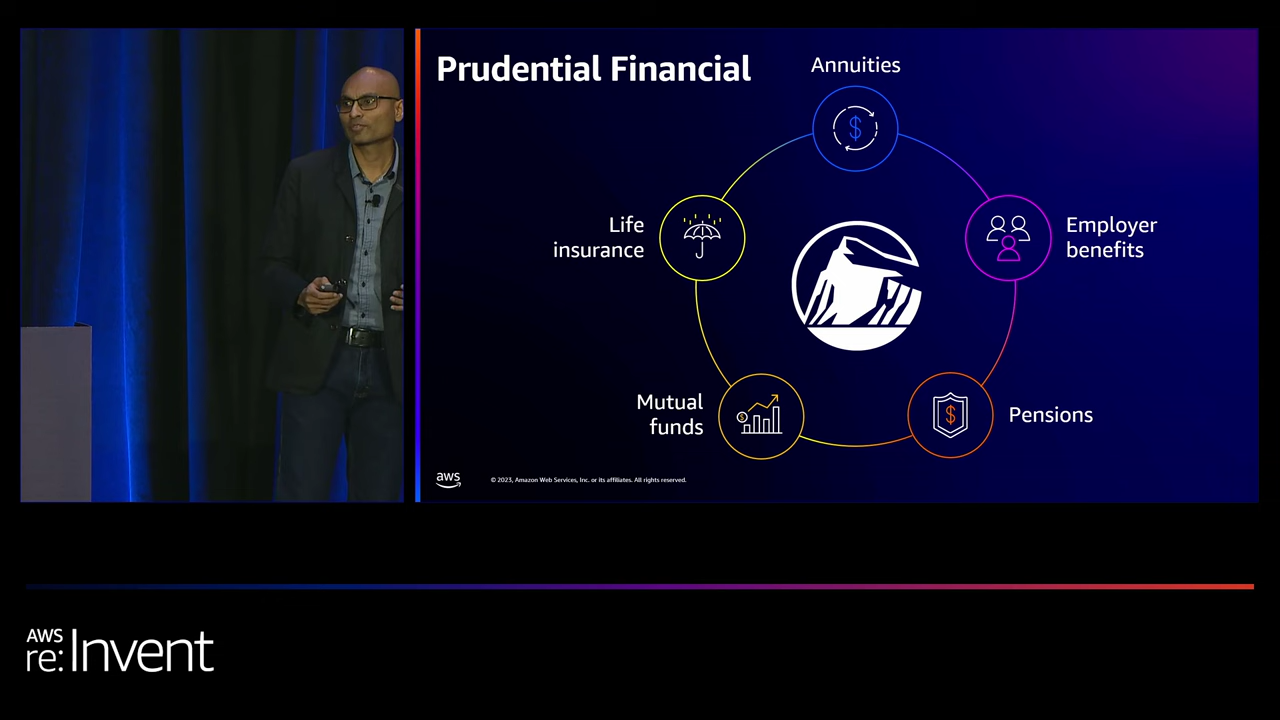 Prudential Financial
Annuities
$
Life
insurance
Employer
benefits
Mutual
funds
$
Pensions
$
aws
© 2023, Amazon Web Services, Inc. or its affiliates. All rights reserved.
AWS
re:Invent